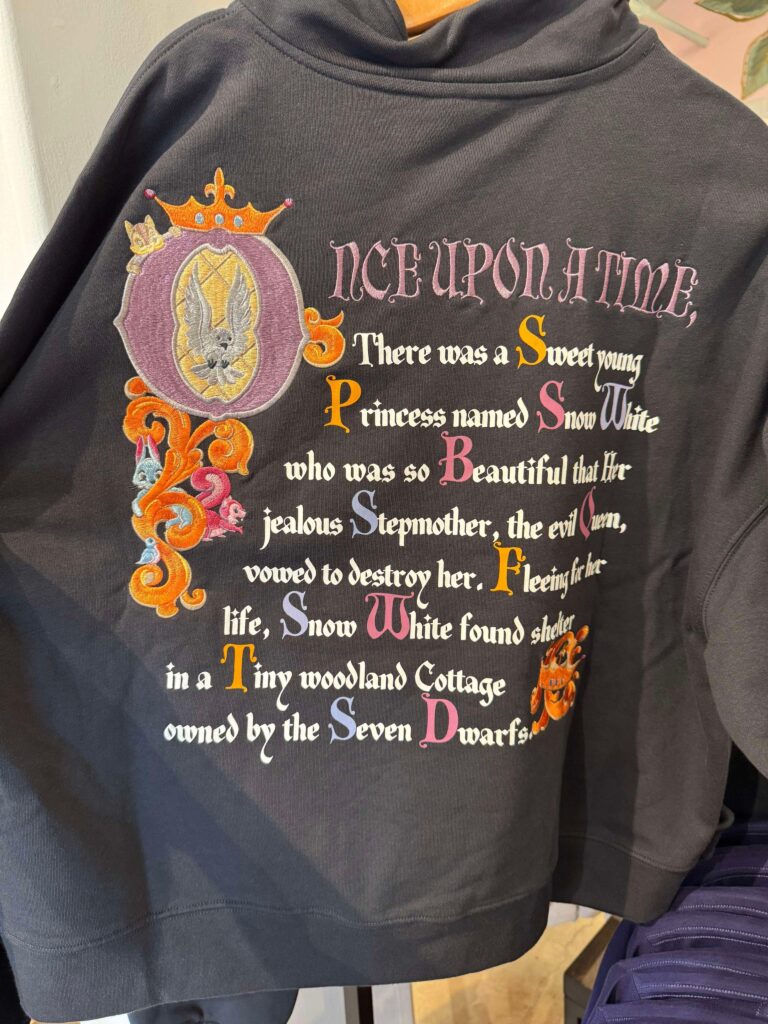 ONCE UPON A TIME,
There was a Sweet young
Princess named Snow White
who was so Beautiful that Her
jealous Stepmother, the evil Queen,
vowed to destroy her. Fleeing for her
life, Snow White found shelter
in a Tiny woodland Cottage
owned by the Seven Dwarfs.